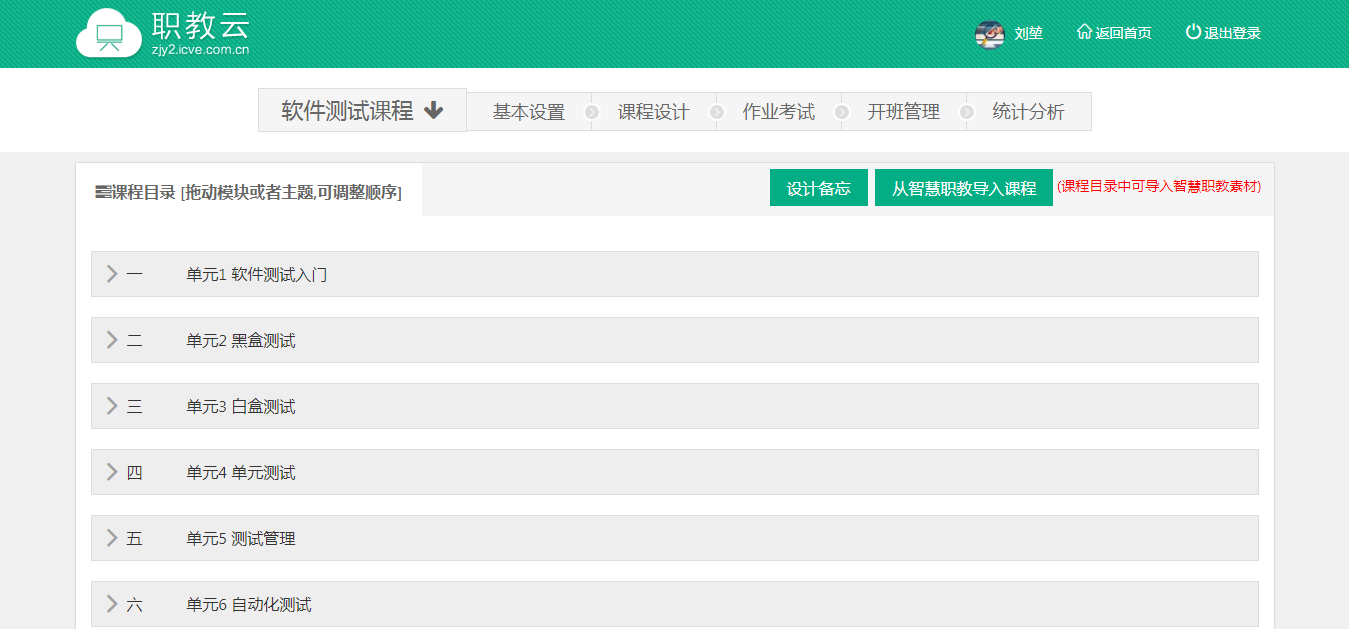 职教云
zjy2.icve.com.cn
刘堃
返回首页
退出登录
软件测试课程
基本设置
课程设计
作业考试
开班管理
统计分析
课程目录 [拖动模块或者主题,可调整顺序]
设计备忘
从智慧职教导入课程
(课程目录中可导入智慧职教素材)
一 单元1 软件测试入门
二 单元2 黑盒测试
三 单元3 白盒测试
四 单元4 单元测试
五 单元5 测试管理
六 单元6 自动化测试